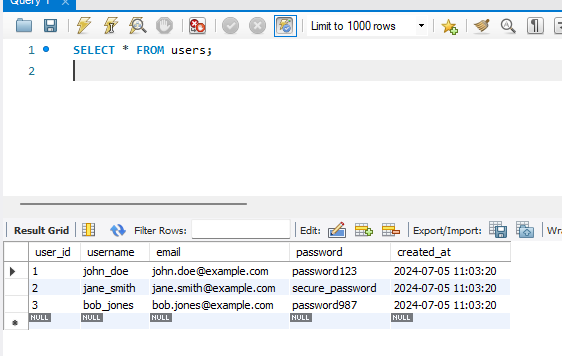 Query 1
Limit to 1000 rows
1 SELECT * FROM users;
2
Result Grid Filter Rows: Edit: Export/Import: Wra
user_id username email password created_at
1 john_doe john.doe@example.com password123 2024-07-05 11:03:20
2 jane_smith jane.smith@example.com secure_password 2024-07-05 11:03:20
3 bob_jones bob.jones@example.com password987 2024-07-05 11:03:20
NULL NULL NULL NULL NULL